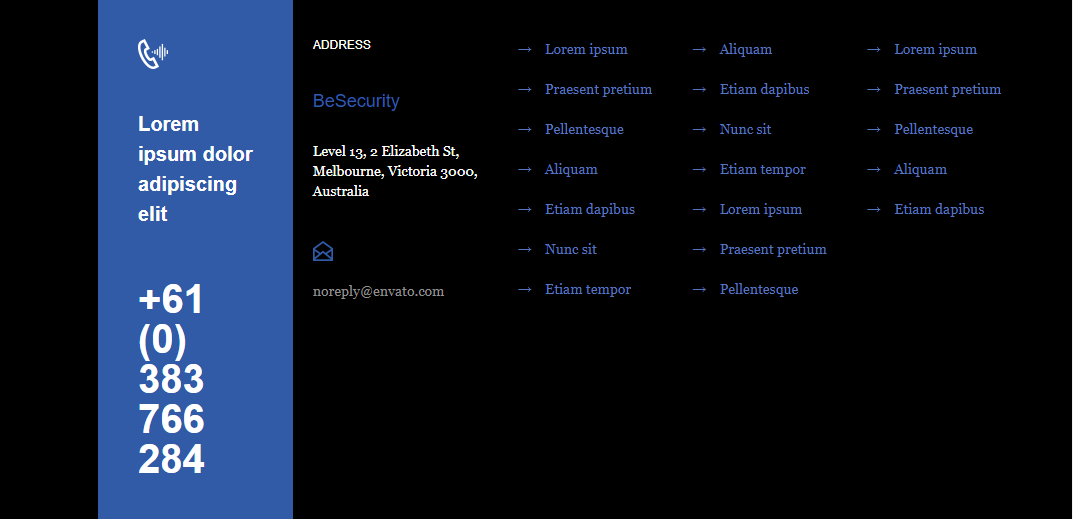 Lorem
ipsum dolor
adipiscing
elit
+61
(0)
383
766
284
ADDRESS
BeSecurity
Level 13, 2 Elizabeth St,
Melbourne, Victoria 3000,
Australia
noreply@envato.com
→ Lorem ipsum
→ Praesent pretium
→ Pellentesque
→ Aliquam
→ Etiam dapibus
→ Nunc sit
→ Etiam tempor
→ Aliquam
→ Etiam dapibus
→ Nunc sit
→ Etiam tempor
→ Lorem ipsum
→ Praesent pretium
→ Pellentesque
→ Lorem ipsum
→ Praesent pretium
→ Pellentesque
→ Aliquam
→ Etiam dapibus